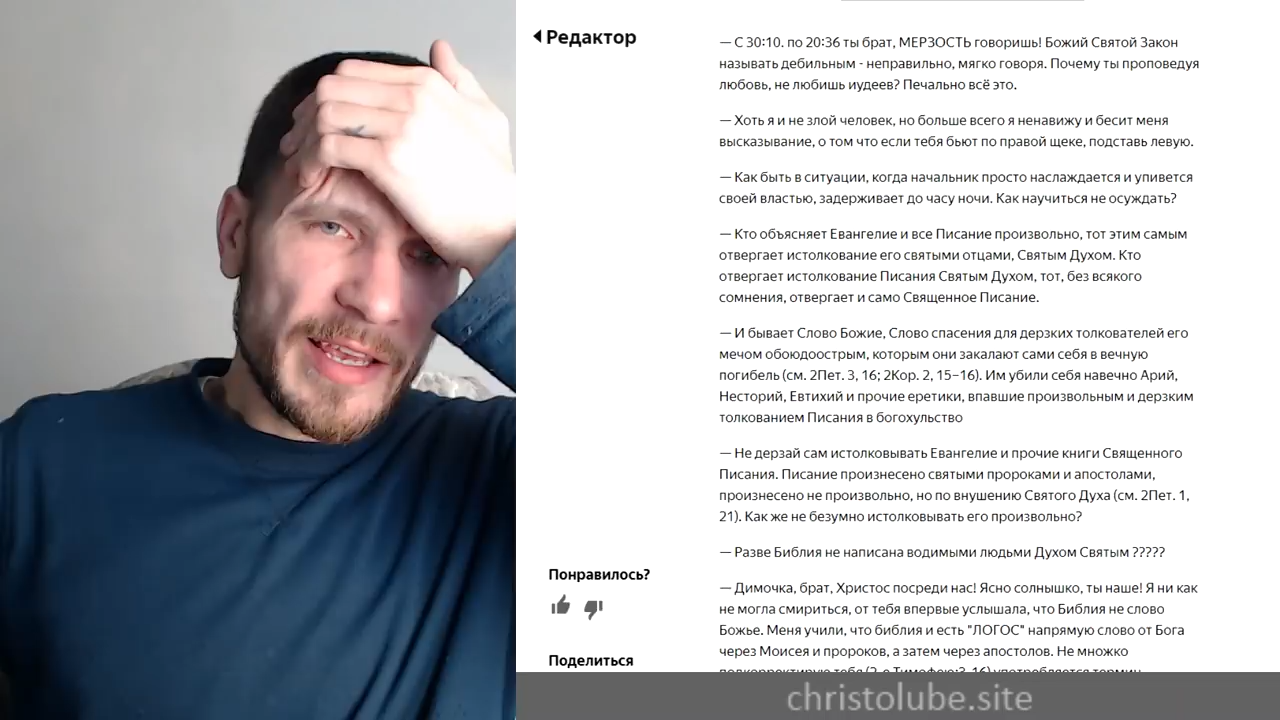 Редактор
— С 30:10. по 20:36 ты брат, МЕРЗОСТЬ говоришь! Божий Святой Закон
называть дебильным - неправильно, мягко говоря. Почему ты проповедуя
любовь, не любишь иудеев? Печально всё это.
— Хоть я и не злой человек, но больше всего я ненавижу и бесит меня
высказывание, о том что если тебя бьют по правой щеке, подставь левую.
— Как быть в ситуации, когда начальник просто наслаждается и упивется
своей властью, задерживает до часу ночи. Как научиться не осуждать?
— Кто объясняет Евангелие и все Писание произвольно, тот этим самым
отвергает истолкование его святыми отцами, Святым Духом. Кто
отвергает истолкование Писания Святым Духом, тот, без всякого
сомнения, отвергает и само Священное Писание.
— И бывает Слово Божие, Слово спасения для дерзких толкователей его
мечом обоюдоострым, которым они закалают сами себя в вечную
погибель (см. 2Пет. 3, 16; 2Кор. 2, 15–16). Им убили себя навечно Арий,
Несторий, Евтихий и прочие еретики, впавшие произвольным и дерзким
толкованием Писания в богохульство
— Не дерзай сам истолковывать Евангелие и прочие книги Священного
Писания. Писание произнесено святыми пророками и апостолами,
произнесено не произвольно, но по внушению Святого Духа (см. 2Пет. 1,
21). Как же не безумно истолковывать его произвольно?
— Разве Библия не написана водимыми людьми Духом Святым ?????
— Димочка, брат, Христос посреди нас! Ясно солнышко, ты наше! Я ни как
не могла смириться, от тебя впервые услышала, что Библия не слово
Божье. Меня учили, что библия и есть "ЛОГОС" напрямую слово от Бога
через Моисея и пророков, а затем через апостолов. Не множко
Понравилось?
Поделиться
christolube.site